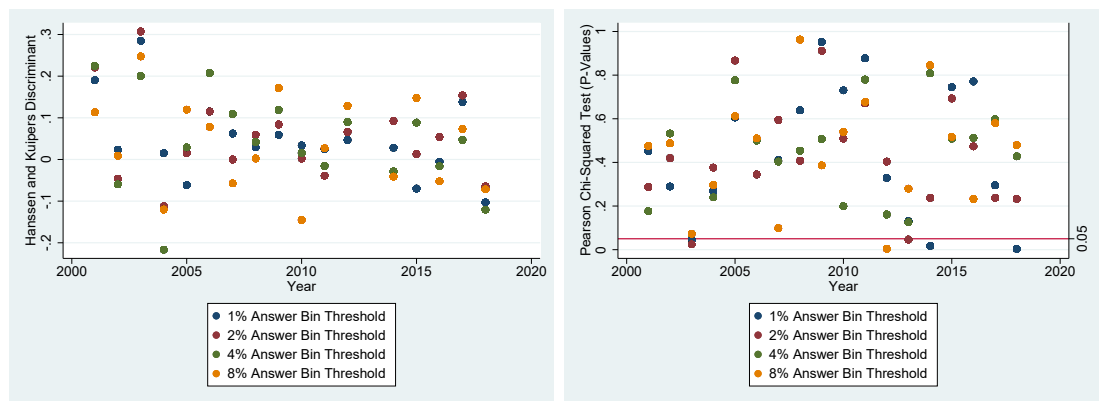 Hanssen and Kuipers Discriminant
.3
.2
.1
0
-.1
-.2
2000 2005 2010 2015 2020
Year
1% Answer Bin Threshold
2% Answer Bin Threshold
4% Answer Bin Threshold
8% Answer Bin Threshold
Pearson Chi-Squared Test (P-Values)
1
.8
.6
.4
.2
0
0.05
2000 2005 2010 2015 2020
Year
1% Answer Bin Threshold
2% Answer Bin Threshold
4% Answer Bin Threshold
8% Answer Bin Threshold